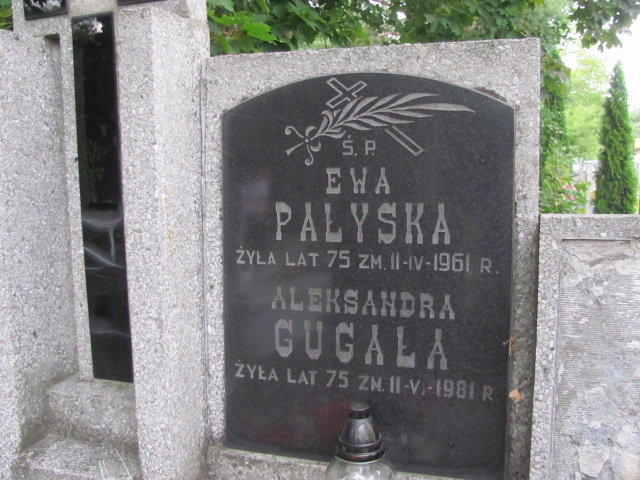 Ś. P.
EWA
PAŁYSKA
ŻYŁA LAT 75 ZM. 11-IV-1961 R.
ALEKSANDRA
GUGAŁA
ŻYŁA LAT 75 ZM. 11-V-1981 R